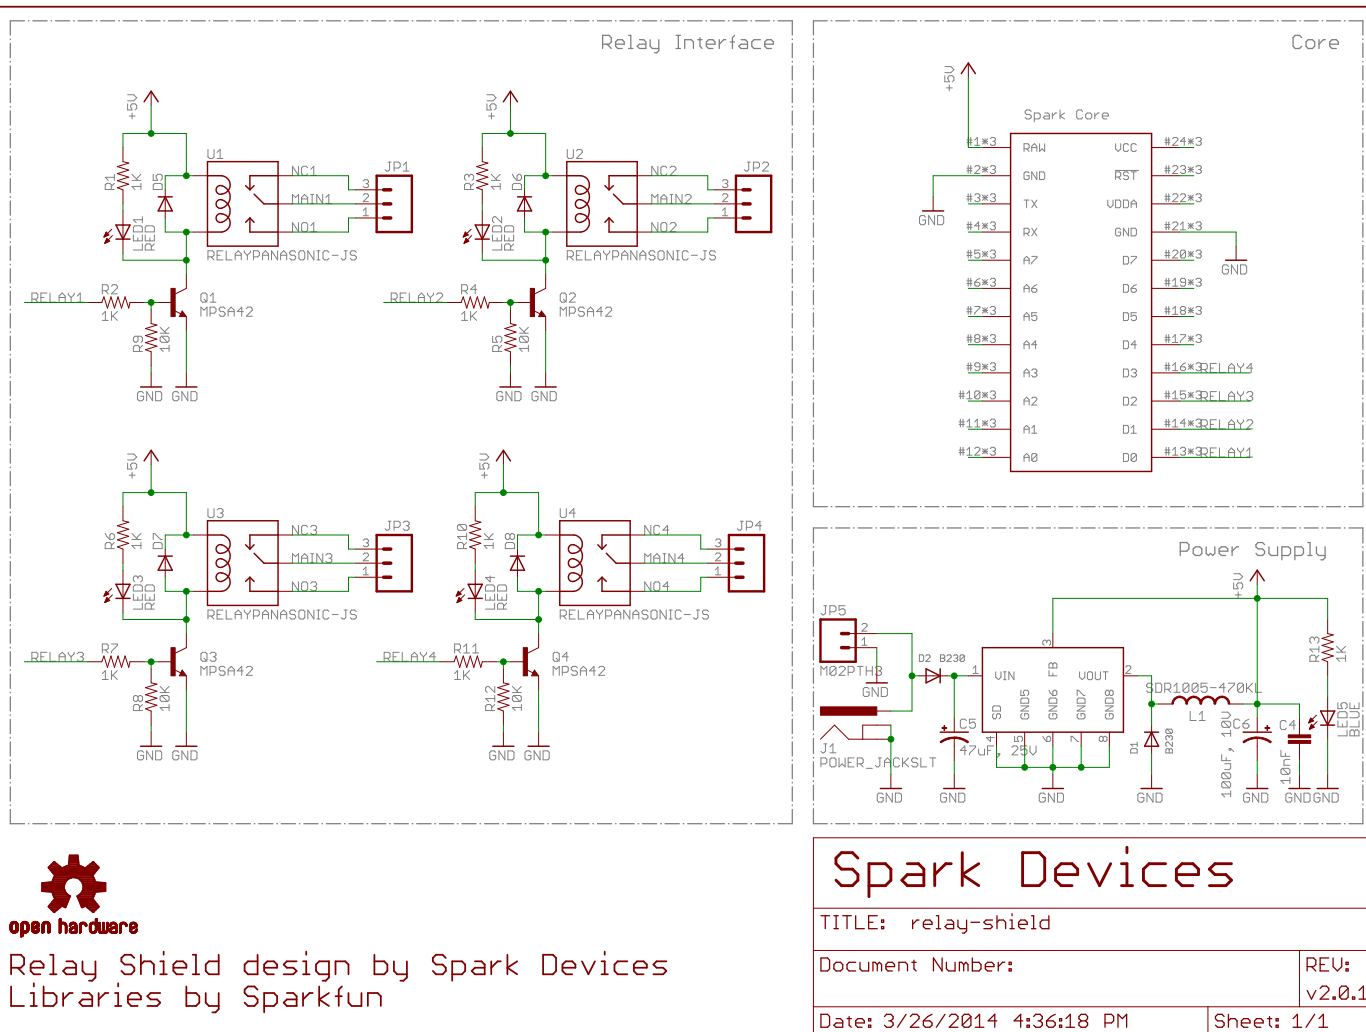 Relay Interface
+5V
R1
1K
D5
LED1
RED
U1
NC1
MAIN1
NO1
JP1
3
2
1
RELAYPANASONIC-JS
RELAY1
R2
1K
Q1
MPSA42
R9
10K
GND
GND
+5V
R3
1K
D6
LED2
RED
U2
NC2
MAIN2
NO2
JP2
3
2
1
RELAYPANASONIC-JS
RELAY2
R4
1K
Q2
MPSA42
R5
10K
GND
GND
+5V
R6
1K
D7
LED3
RED
U3
NC3
MAIN3
NO3
JP3
3
2
1
RELAYPANASONIC-JS
RELAY3
R7
1K
Q3
MPSA42
R8
10K
GND
GND
+5V
R10
1K
D8
LED4
RED
U4
NC4
MAIN4
NO4
JP4
3
2
1
RELAYPANASONIC-JS
RELAY4
R11
1K
Q4
MPSA42
R12
10K
GND
GND
Core
+5V
Spark Core
#1*3 RAW VCC #24*3
#2*3 GND RST #23*3
#3*3 TX VDDA #22*3
#4*3 RX GND #21*3
#5*3 A7 D7 #20*3
#6*3 A6 D6 #19*3
#7*3 A5 D5 #18*3
#8*3 A4 D4 #17*3
#9*3 A3 D3 #16*3 RELAY4
#10*3 A2 D2 #15*3 RELAY3
#11*3 A1 D1 #14*3 RELAY2
#12*3 A0 D0 #13*3 RELAY1
GND
GND
Power Supply
+5V
JP5
2
1
M02PTH3
GND
D2 B230
1
VIN
FB
3
VOUT
2
SD
GND5
GND6
GND7
GND8
4
5
6
7
8
J1
POWER_JACKSLT
GND
C5
47uF, 25V
GND
GND
D1
B230
GND
SDR1005-470KL
L1
C6
100uF, 10V
GND
C4
10nF
GND
R13
1K
LED5
BLUE
GND
open hardware
Relay Shield design by Spark Devices
Libraries by Sparkfun
Spark Devices
TITLE: relay-shield
Document Number:
REV:
v2.0.1
Date: 3/26/2014 4:36:18 PM
Sheet: 1/1